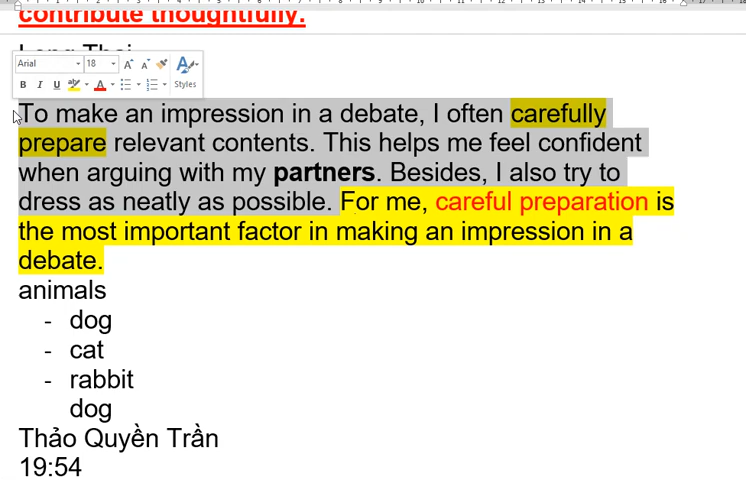 contribute thoughtfully.
Arial 18 A A A
B I U aby A Styles
To make an impression in a debate, I often carefully
prepare relevant contents. This helps me feel confident
when arguing with my partners. Besides, I also try to
dress as neatly as possible. For me, careful preparation is
the most important factor in making an impression in a
debate.
animals
- dog
- cat
- rabbit
dog
Thảo Quyền Trần
19:54